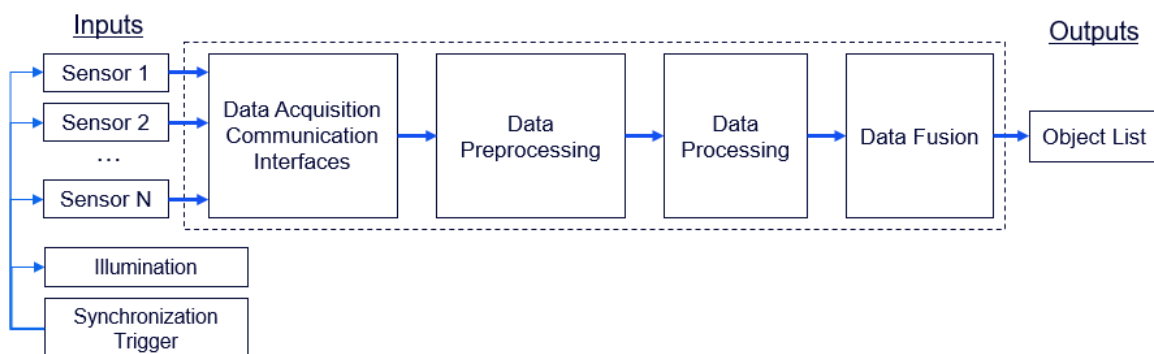 Inputs
Outputs
Sensor 1
Sensor 2
...
Sensor N
Illumination
Synchronization
Trigger
Data Acquisition
Communication
Interfaces
Data
Preprocessing
Data
Processing
Data Fusion
Object List